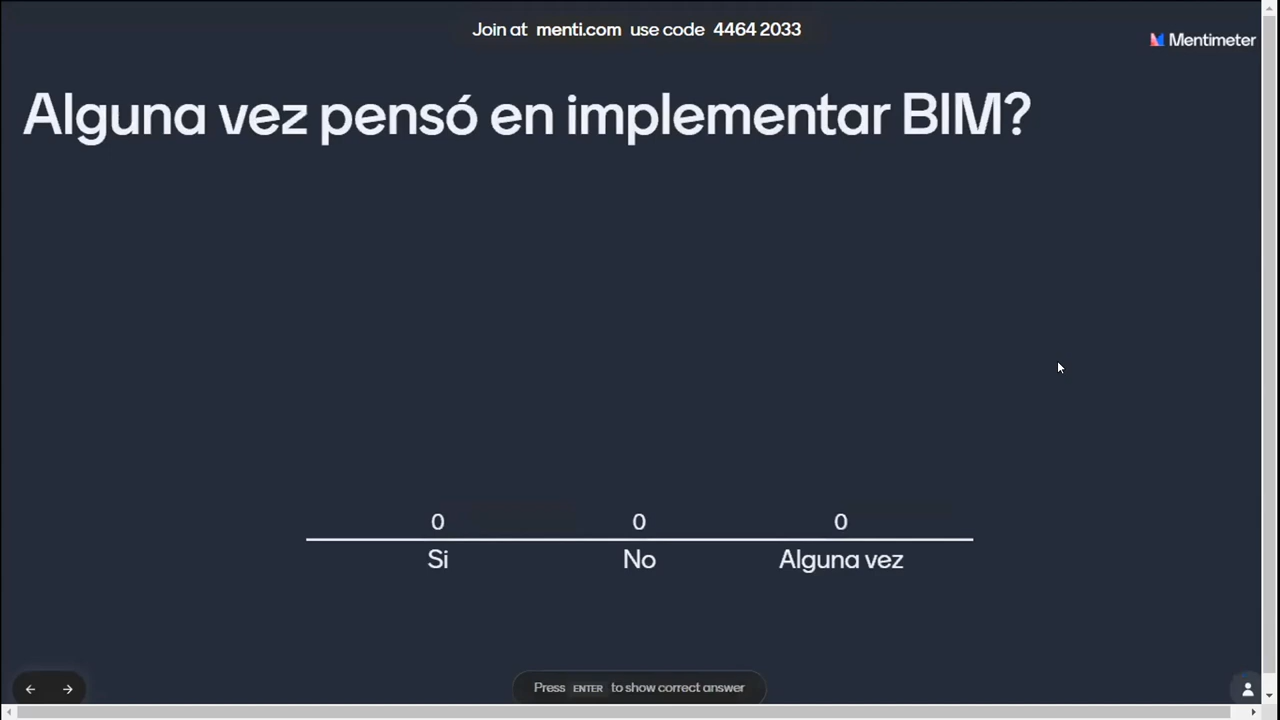 Join at menti.com use code 4464 2033
Mentimeter
Alguna vez pensó en implementar BIM?
0 0 0
Si No Alguna vez
Press ENTER to show correct answer